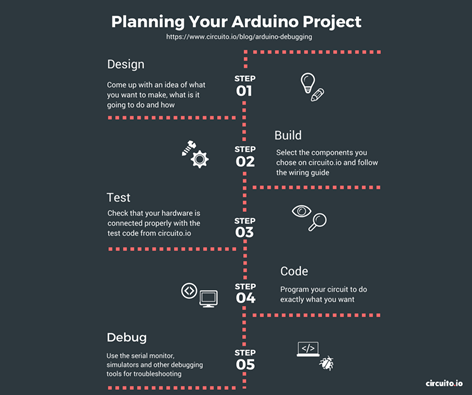 Planning Your Arduino Project
https://www.circuito.io/blog/arduino-debugging
Design
Come up with an idea of what
you want to make, what is it
going to do and how
STEP
01
Build
Select the components you
chose on circuito.io and follow
the wiring guide
STEP
02
Test
Check that your hardware is
connected properly with the
test code from circuito.io
STEP
03
Code
Program your circuit to do
exactly what you want
STEP
04
Debug
Use the serial monitor,
simulators and other debugging
tools for troubleshooting
STEP
05
</>
circuito.io